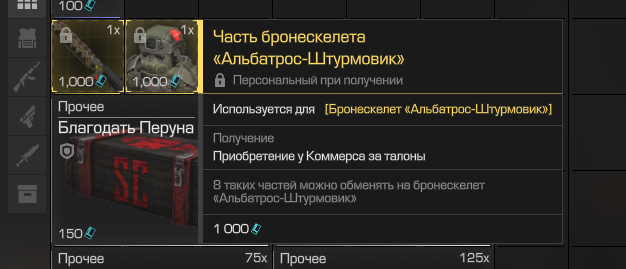 100
1x
1x
1,000
1,000
Часть бронескелета
«Альбатрос-Штурмовик»
Персональный при получении
Используется для [Бронескелет «Альбатрос-Штурмовик»]
Получение
Приобретение у Коммерса за талоны
8 таких частей можно обменять на бронескелет
«Альбатрос-Штурмовик»
1 000
Прочее
Благодать Перуна
SC
150
Прочее 75x
Прочее 125x